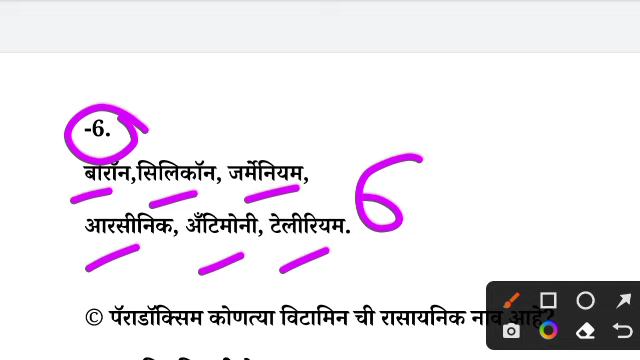 -6.
बोरॉन,सिलिकॉन, जर्मेनियम,
6
आरसीनिक, अँटिमोनी, टेलीरियम.
© पॅराडॉक्सिम कोणत्या विटामिन ची रासायनिक नाव आहे?